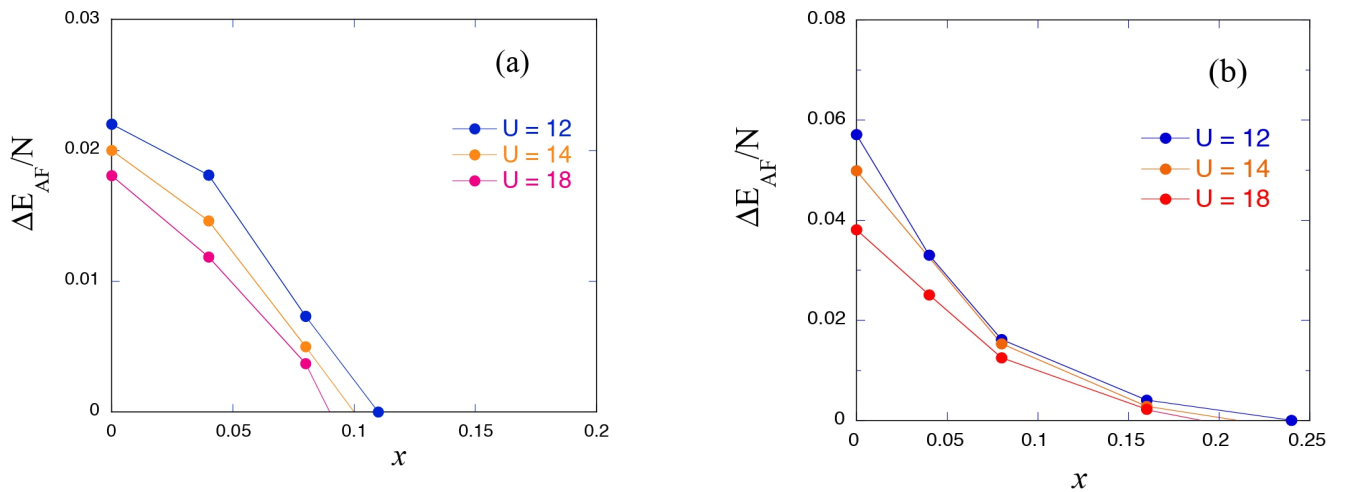 0.03
(a)
U = 12
U = 14
U = 18
0.02
0.01
0
ΔE_AF/N
0 0.05 0.1 0.15 0.2
x
0.08
(b)
U = 12
U = 14
U = 18
0.06
0.04
0.02
0
ΔE_AF/N
0 0.05 0.1 0.15 0.2 0.25
x